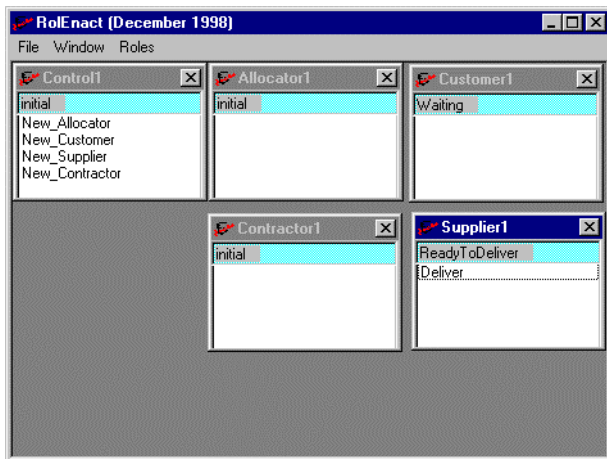 RolEnact (December 1998)
File Window Roles
Control1
initial
New_Allocator
New_Customer
New_Supplier
New_Contractor
Allocator1
initial
Customer1
Waiting
Contractor1
initial
Supplier1
ReadyToDeliver
Deliver